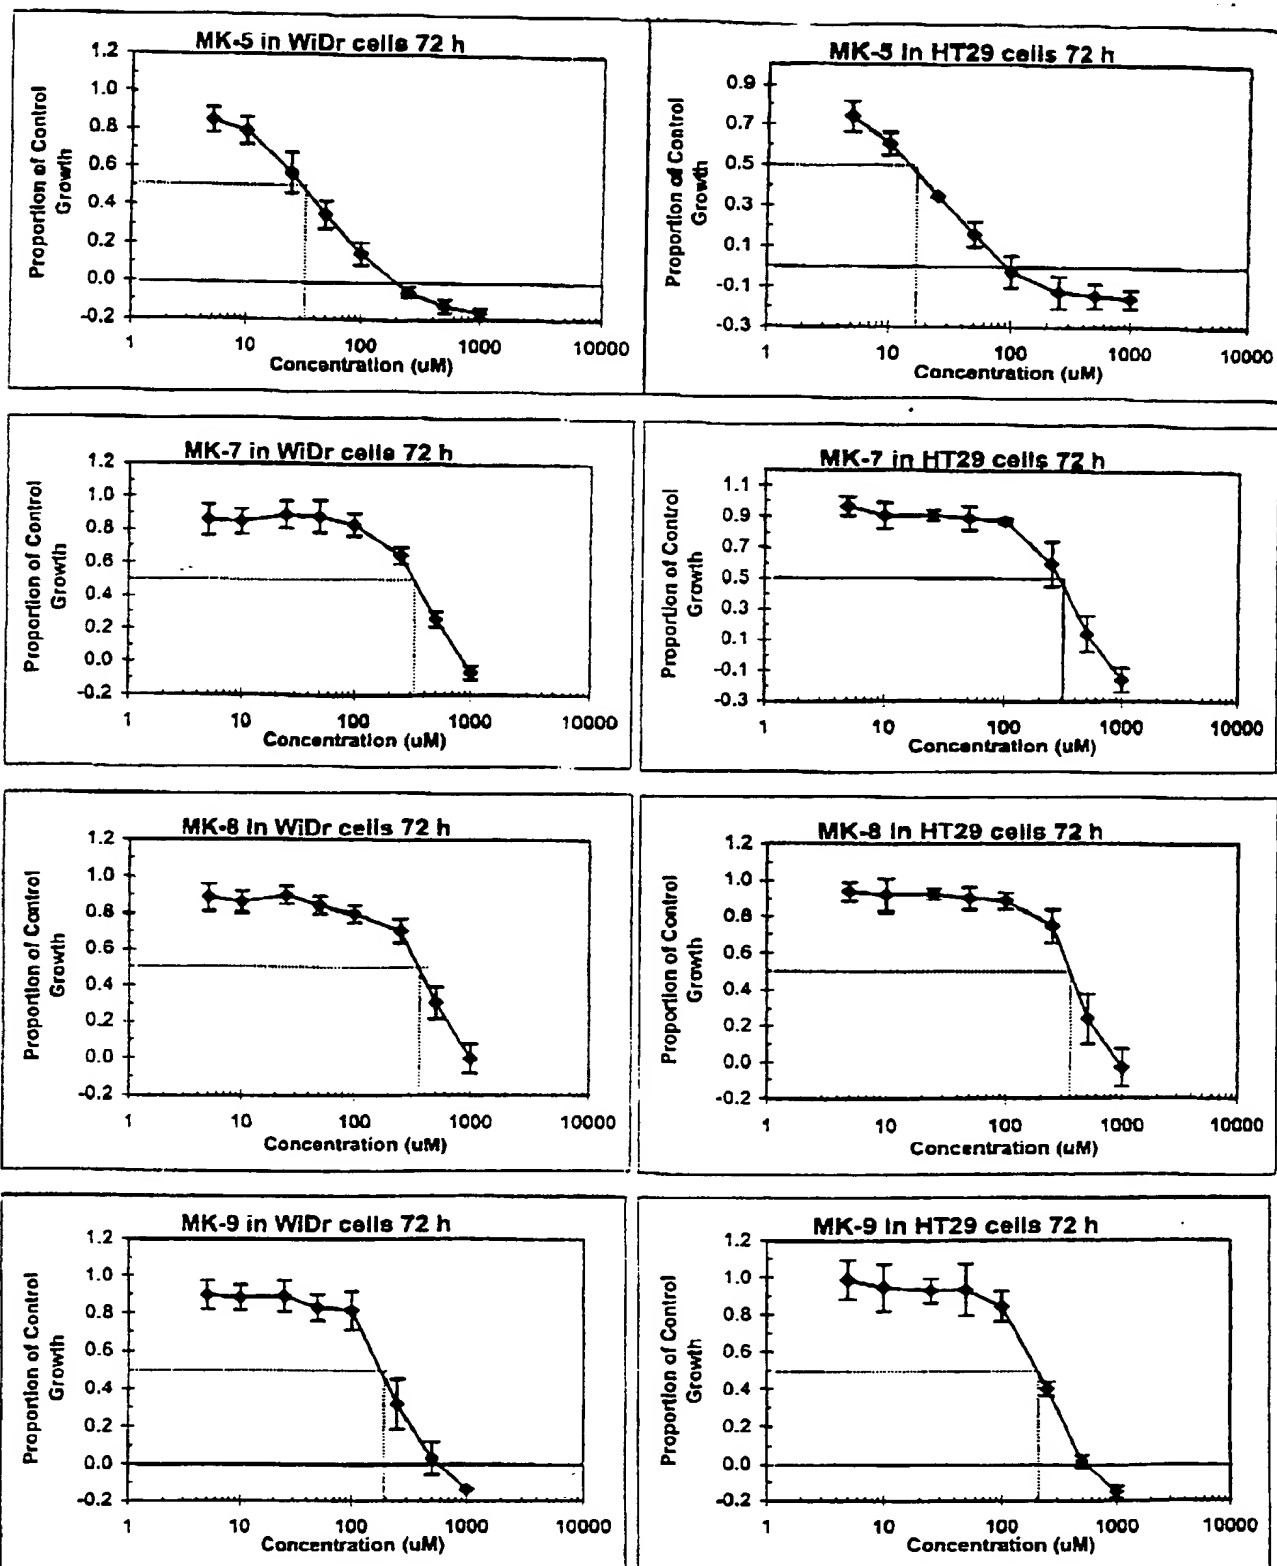 MK-5 in WiDr cells 72 h
1.2
1.0
0.8
0.6
0.4
0.2
0.0
-0.2
Proportion of Control
Growth
1 10 100 1000 10000
Concentration (uM)
MK-5 in HT29 cells 72 h
0.9
0.7
0.5
0.3
0.1
-0.1
-0.3
Proportion of Control
Growth
1 10 100 1000 10000
Concentration (uM)
MK-7 in WiDr cells 72 h
1.2
1.0
0.8
0.6
0.4
0.2
0.0
-0.2
Proportion of Control
Growth
1 10 100 1000 10000
Concentration (uM)
MK-7 in HT29 cells 72 h
1.1
0.9
0.7
0.5
0.3
0.1
-0.1
-0.3
Proportion of Control
Growth
1 10 100 1000 10000
Concentration (uM)
MK-8 in WiDr cells 72 h
1.2
1.0
0.8
0.6
0.4
0.2
0.0
-0.2
Proportion of Control
Growth
1 10 100 1000 10000
Concentration (uM)
MK-8 in HT29 cells 72 h
1.2
1.0
0.8
0.6
0.4
0.2
0.0
-0.2
Proportion of Control
Growth
1 10 100 1000 10000
Concentration (uM)
MK-9 in WiDr cells 72 h
1.2
1.0
0.8
0.6
0.4
0.2
0.0
-0.2
Proportion of Control
Growth
1 10 100 1000 10000
Concentration (uM)
MK-9 in HT29 cells 72 h
1.2
1.0
0.8
0.6
0.4
0.2
0.0
-0.2
Proportion of Control
Growth
1 10 100 1000 10000
Concentration (uM)